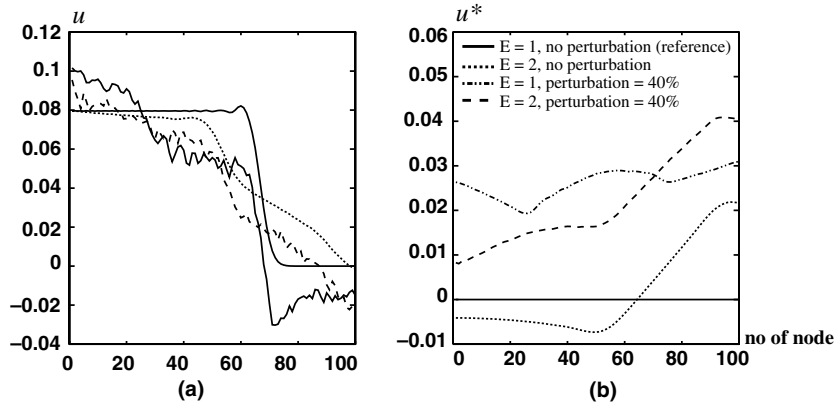 u
0.12
0.1
0.08
0.06
0.04
0.02
0
−0.02
−0.04
0 20 40 60 80 100
(a)
u*
0.06
0.05
0.04
0.03
0.02
0.01
0
−0.01
E = 1, no perturbation (reference)
E = 2, no perturbation
E = 1, perturbation = 40%
E = 2, perturbation = 40%
0 20 40 60 80 100
no of node
(b)